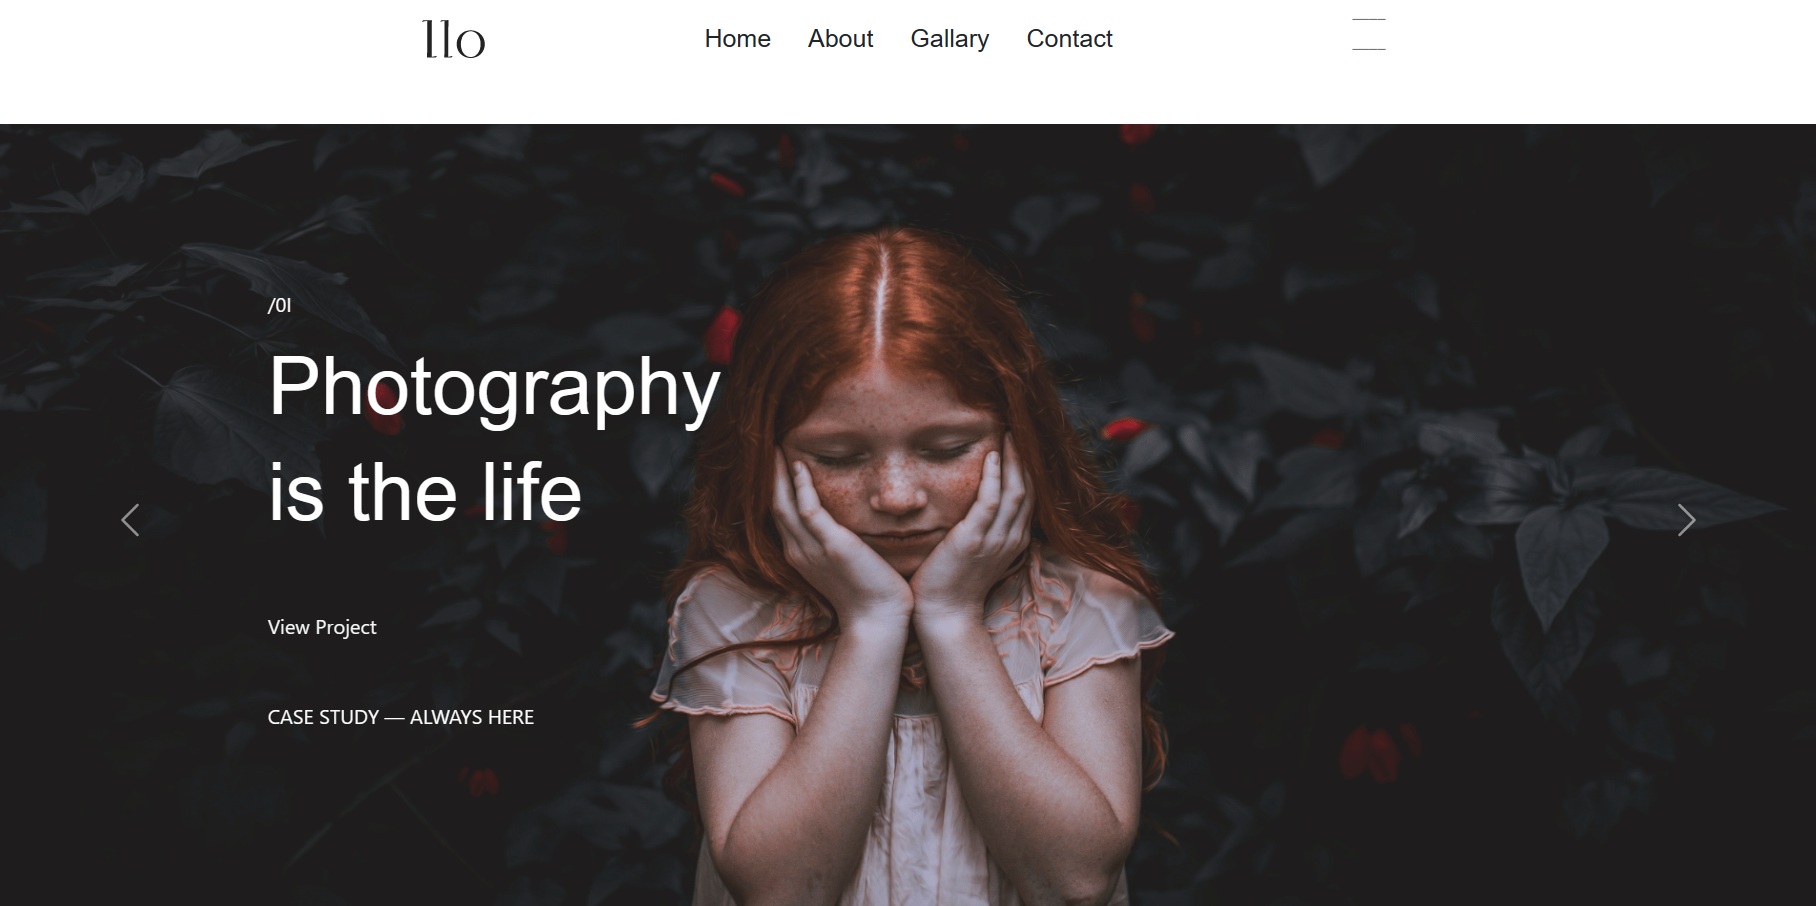 llo
Home About Gallary Contact
/01
Photography
is the life
View Project
CASE STUDY — ALWAYS HERE